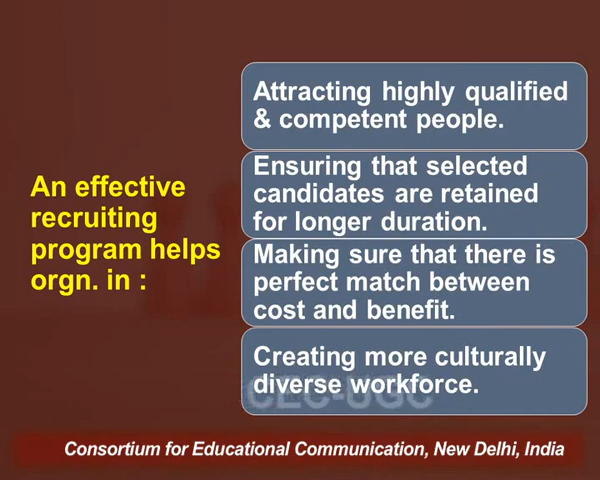 An effective
recruiting
program helps
orgn. in :
Attracting highly qualified
& competent people.
Ensuring that selected
candidates are retained
for longer duration.
Making sure that there is
perfect match between
cost and benefit.
Creating more culturally
diverse workforce.
CEC-UGC
Consortium for Educational Communication, New Delhi, India